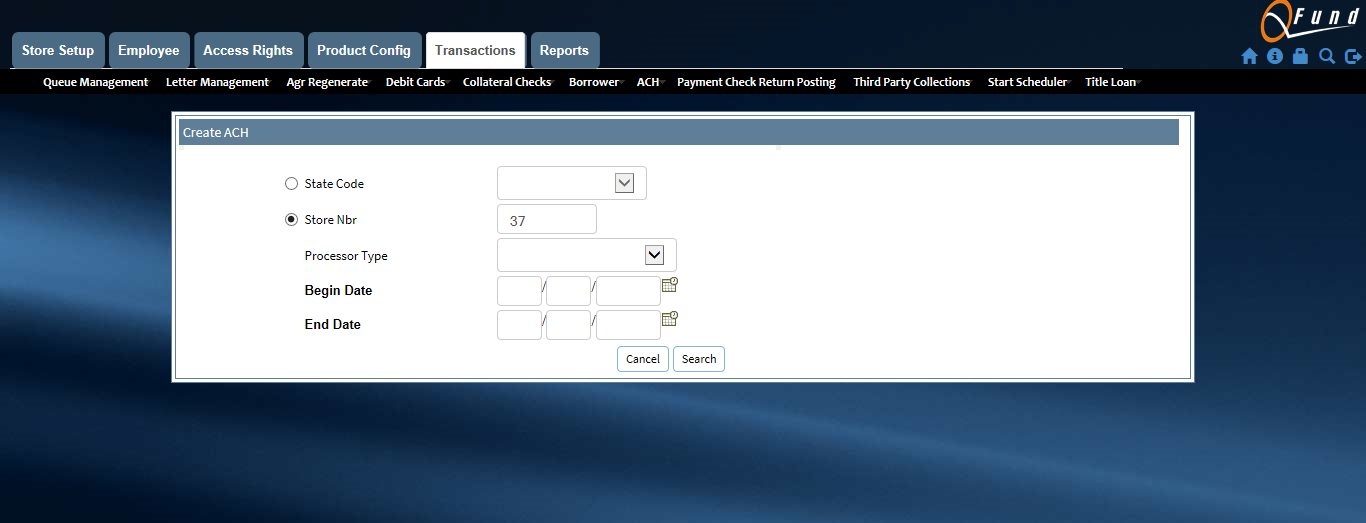 QFund
Store Setup Employee Access Rights Product Config Transactions Reports
Queue Management Letter Management Agr Regenerate Debit Cards Collateral Checks Borrower ACH Payment Check Return Posting Third Party Collections Start Scheduler Title Loan
Create ACH
State Code
Store Nbr 37
Processor Type
Begin Date / /
End Date / /
Cancel Search